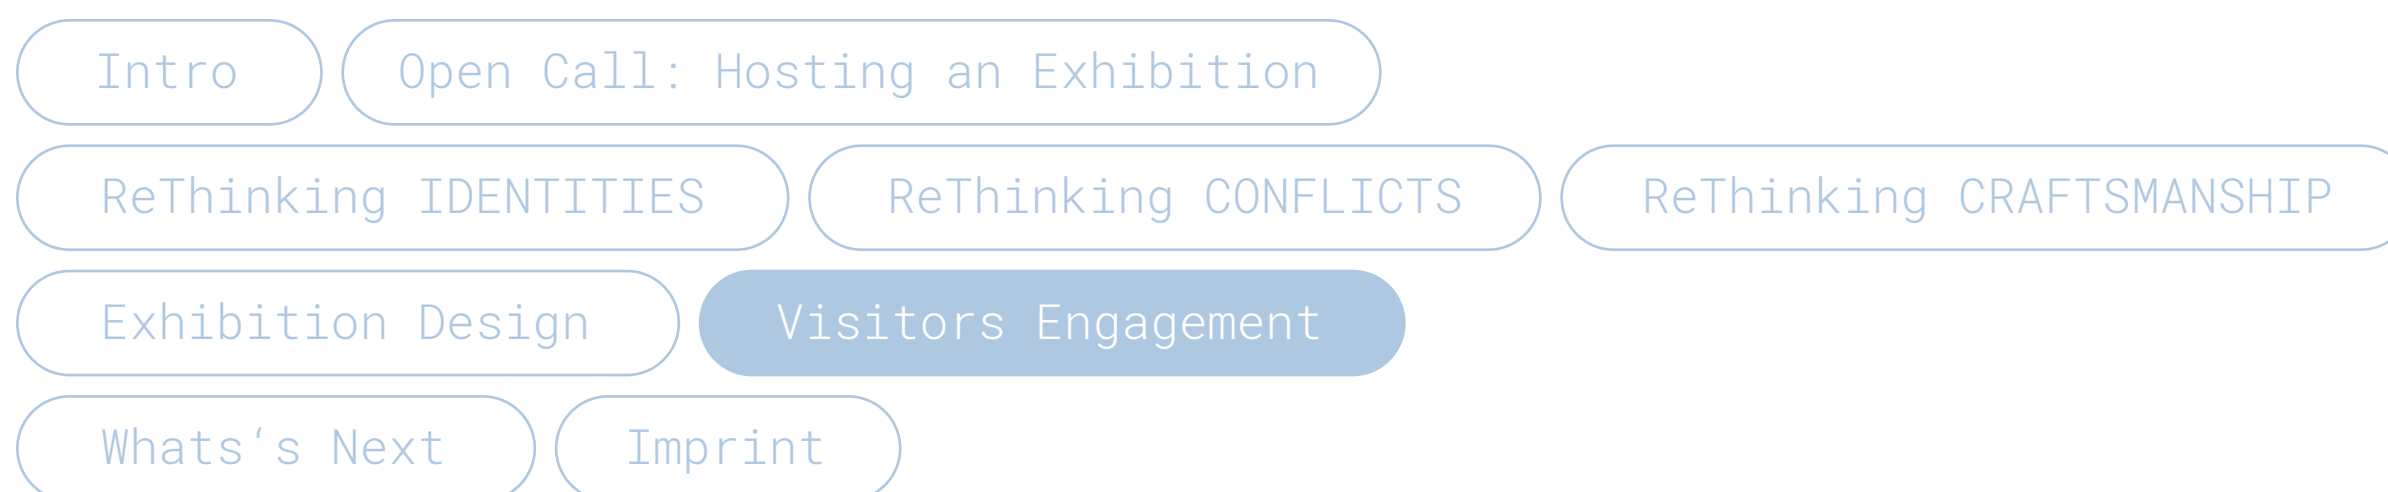 Intro Open Call: Hosting an Exhibition
ReThinking IDENTITIES ReThinking CONFLICTS ReThinking CRAFTSMANSHIP
Exhibition Design Visitors Engagement
Whats‘s Next Imprint